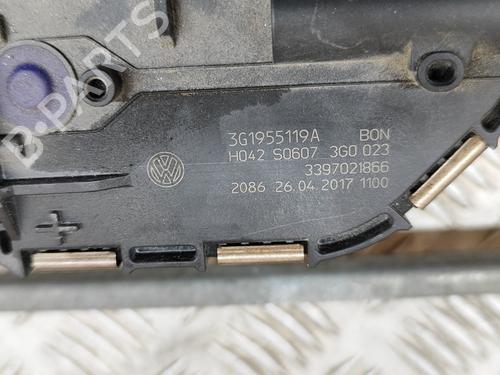 B-PARTS
3G1955119A BON
H042 S0607 3G0 023
3397021866
2086 26.04.2017 1100